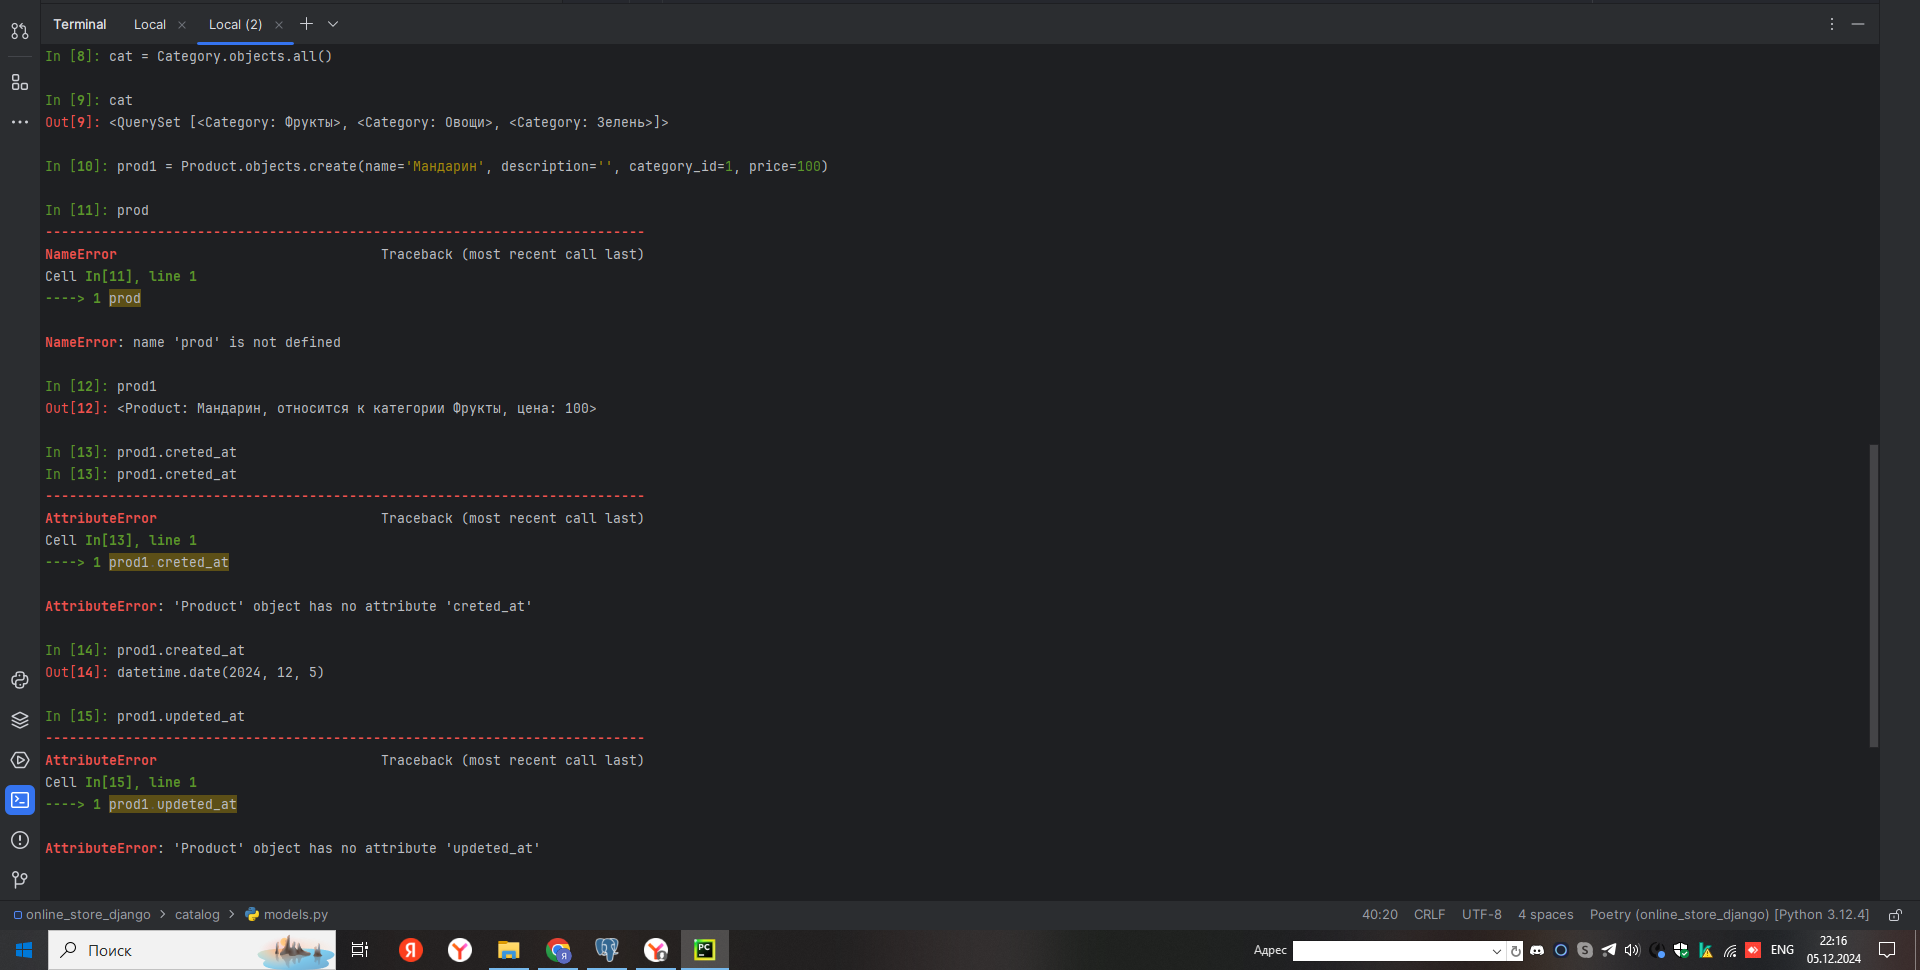 Terminal Local Local (2)
In [8]: cat = Category.objects.all()
In [9]: cat
Out[9]: <QuerySet [<Category: Фрукты>, <Category: Овощи>, <Category: Зелень>]>
In [10]: prod1 = Product.objects.create(name='Мандарин', description='', category_id=1, price=100)
In [11]: prod
---------------------------------------------------------------------------
NameError Traceback (most recent call last)
Cell In[11], line 1
----> 1 prod
NameError: name 'prod' is not defined
In [12]: prod1
Out[12]: <Product: Мандарин, относится к категории Фрукты, цена: 100>
In [13]: prod1.creted_at
In [13]: prod1.creted_at
---------------------------------------------------------------------------
AttributeError Traceback (most recent call last)
Cell In[13], line 1
----> 1 prod1.creted_at
AttributeError: 'Product' object has no attribute 'creted_at'
In [14]: prod1.created_at
Out[14]: datetime.date(2024, 12, 5)
In [15]: prod1.updeted_at
---------------------------------------------------------------------------
AttributeError Traceback (most recent call last)
Cell In[15], line 1
----> 1 prod1.updeted_at
AttributeError: 'Product' object has no attribute 'updeted_at'
online_store_django > catalog > models.py 40:20 CRLF UTF-8 4 spaces Poetry (online_store_django) [Python 3.12.4]
Поиск Адрес ENG 22:16
05.12.2024